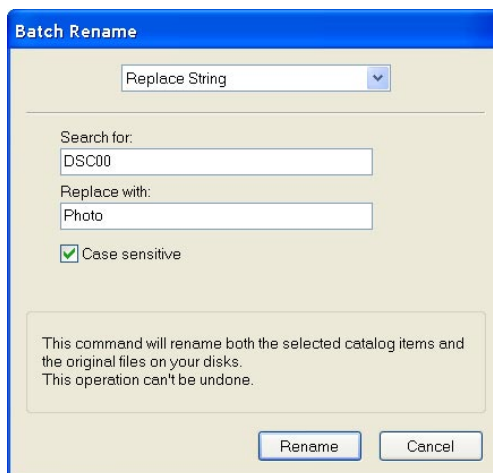 Batch Rename
Replace String
Search for:
DSC00
Replace with:
Photo
Case sensitive
This command will rename both the selected catalog items and
the original files on your disks.
This operation can't be undone.
Rename
Cancel